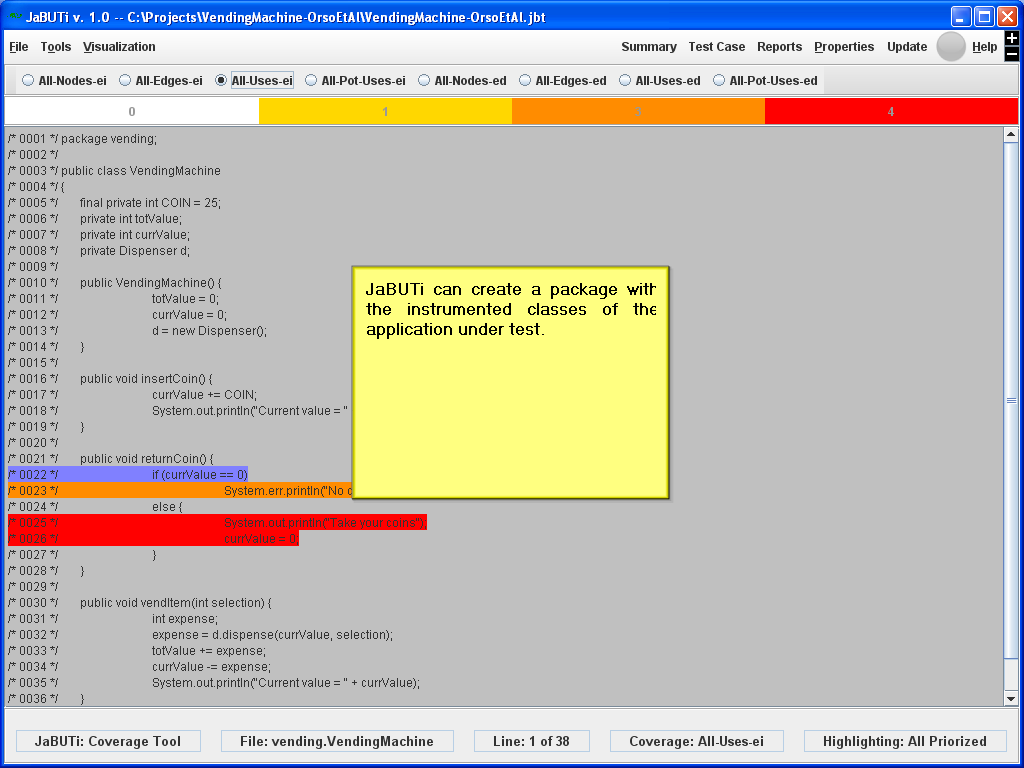 JaBUTi v. 1.0 -- C:\Projects\VendingMachine-OrsoEtAl\VendingMachine-OrsoEtAl.jbt
File Tools Visualization Summary Test Case Reports Properties Update Help
All-Nodes-ei All-Edges-ei All-Uses-ei All-Pot-Uses-ei All-Nodes-ed All-Edges-ed All-Uses-ed All-Pot-Uses-ed
0 1 4
/* 0001 */ package vending;
/* 0002 */
/* 0003 */ public class VendingMachine
/* 0004 */ {
/* 0005 */ final private int COIN = 25;
/* 0006 */ private int totValue;
/* 0007 */ private int currValue;
/* 0008 */ private Dispenser d;
/* 0009 */
/* 0010 */ public VendingMachine() {
/* 0011 */ totValue = 0;
/* 0012 */ currValue = 0;
/* 0013 */ d = new Dispenser();
/* 0014 */ }
/* 0015 */
/* 0016 */ public void insertCoin() {
/* 0017 */ currValue += COIN;
/* 0018 */ System.out.println("Current value = "
/* 0019 */ }
/* 0020 */
/* 0021 */ public void returnCoin() {
/* 0022 */ if (currValue == 0)
/* 0023 */ System.err.println("No
/* 0024 */ else {
/* 0025 */ System.out.println("Take your coins");
/* 0026 */ currValue = 0;
/* 0027 */ }
/* 0028 */ }
/* 0029 */
/* 0030 */ public void vendItem(int selection) {
/* 0031 */ int expense;
/* 0032 */ expense = d.dispense(currValue, selection);
/* 0033 */ totValue += expense;
/* 0034 */ currValue -= expense;
/* 0035 */ System.out.println("Current value = " + currValue);
/* 0036 */ }
JaBUTi can create a package with
the instrumented classes of the
application under test.
JaBUTi: Coverage Tool File: vending.VendingMachine Line: 1 of 38 Coverage: All-Uses-ei Highlighting: All Priorized